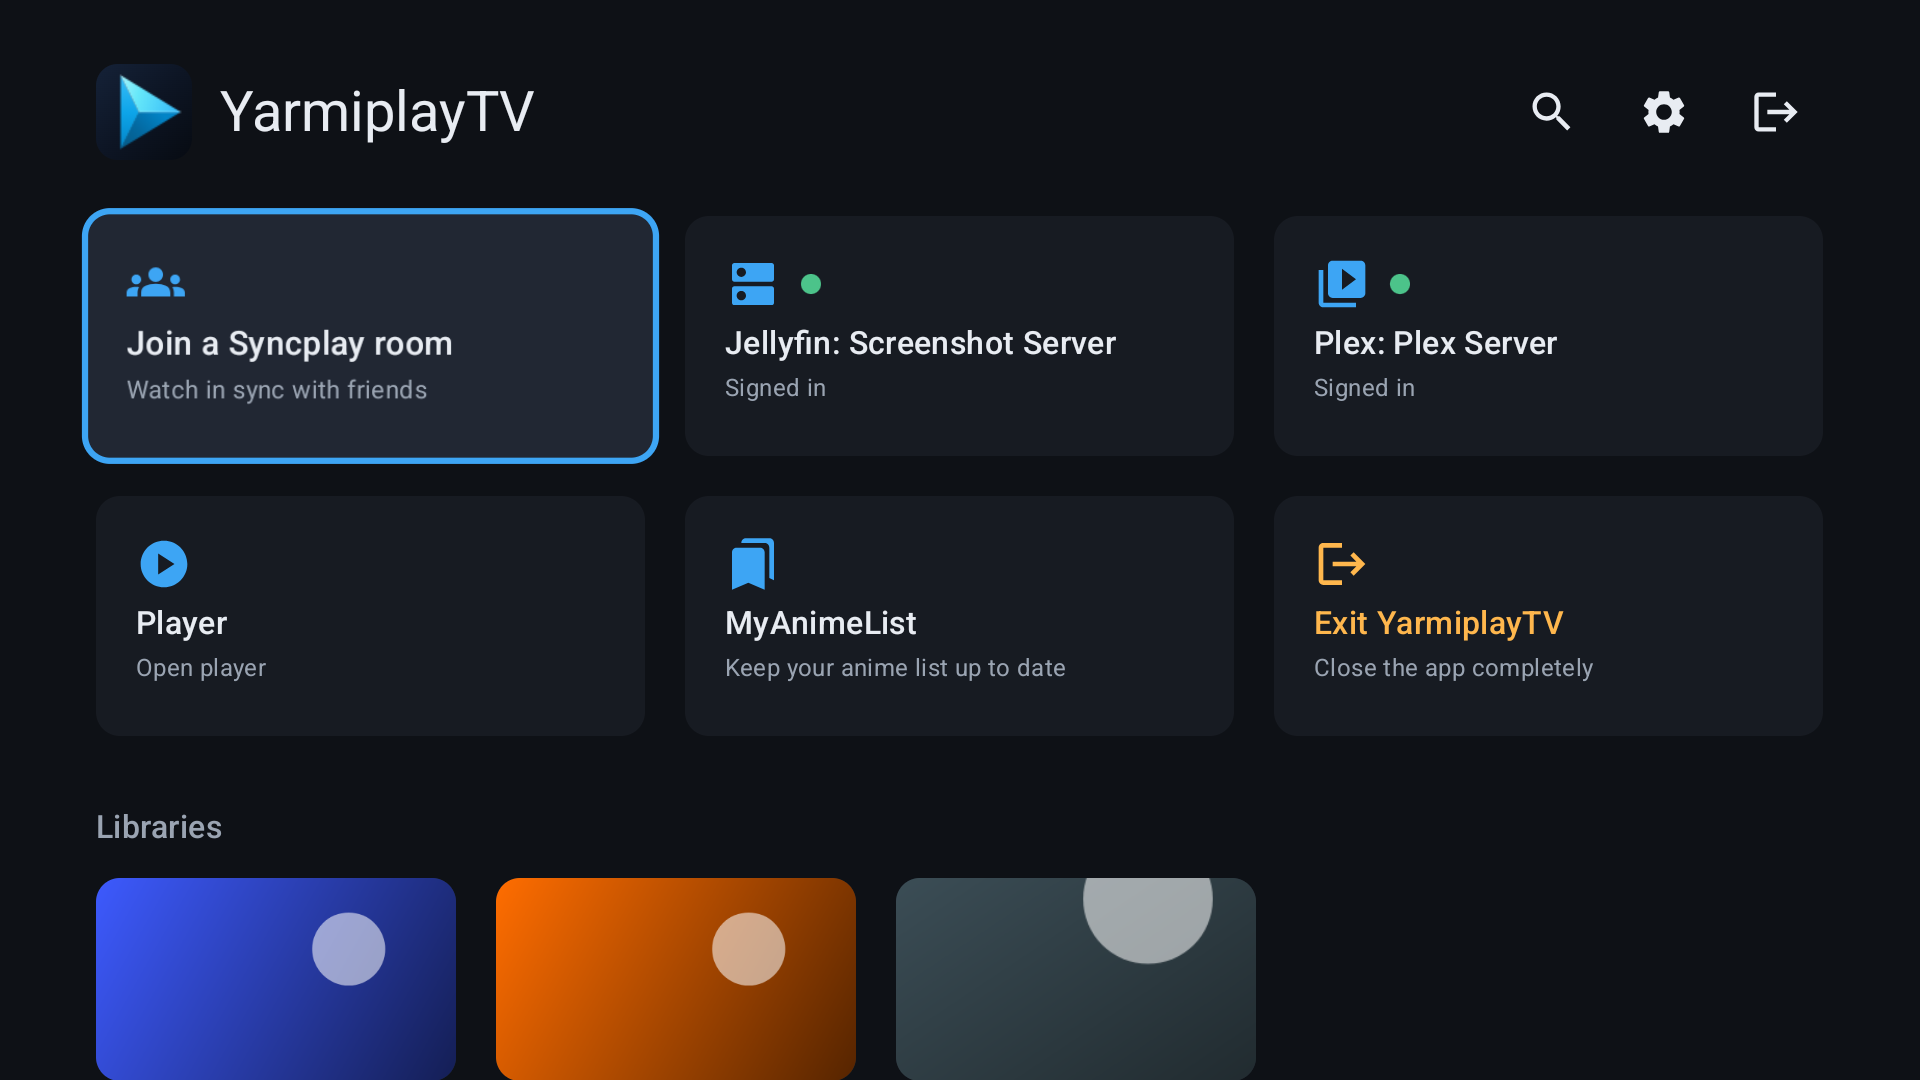 YarmiplayTV
Join a Syncplay room
Watch in sync with friends
Jellyfin: Screenshot Server
Signed in
Plex: Plex Server
Signed in
Player
Open player
MyAnimeList
Keep your anime list up to date
Exit YarmiplayTV
Close the app completely
Libraries